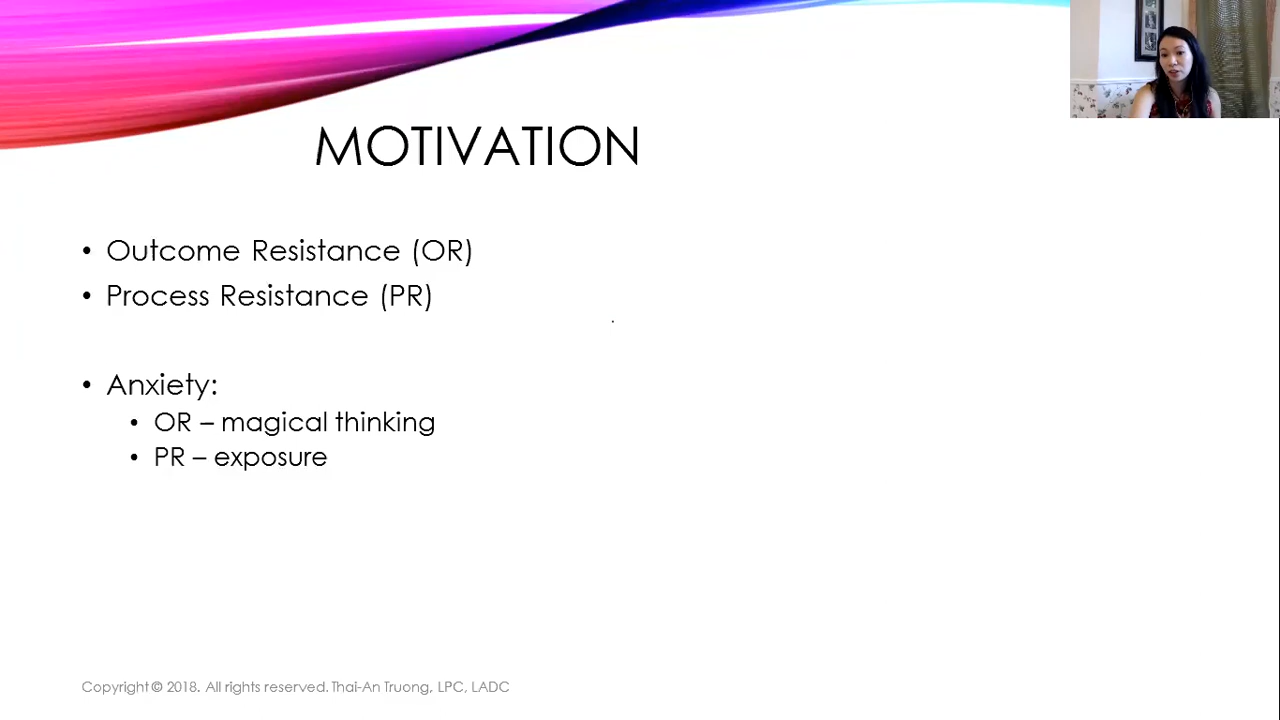 MOTIVATION
• Outcome Resistance (OR)
• Process Resistance (PR)
• Anxiety:
• OR – magical thinking
• PR – exposure
Copyright © 2018. All rights reserved. Thai-An Truong, LPC, LADC